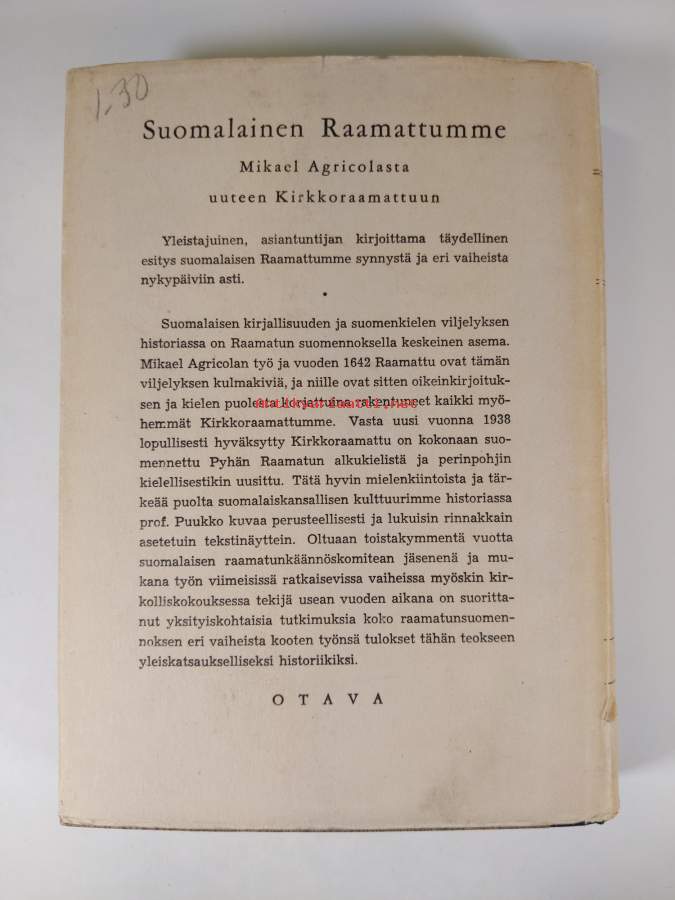 1.30
Suomalainen Raamattumme
Mikael Agricolasta
uuteen Kirkkoraamattuun
Yleistajuinen, asiantuntijan kirjoittama täydellinen
esitys suomalaisen Raamattumme synnystä ja eri vaiheista
nykypäiviin asti.
Suomalaisen kirjallisuuden ja suomenkielen viljelyksen
historiassa on Raamatun suomennoksella keskeinen asema.
Mikael Agricolan työ ja vuoden 1642 Raamattu ovat tämän
viljelyksen kulmakiviä, ja niille ovat sitten oikeinkirjoituk-
sen ja kielen puolesta korjattuina rakentuneet kaikki myö-
hemmät Kirkkoraamattumme. Vasta uusi vuonna 1938
lopullisesti hyväksytty Kirkkoraamattu on kokonaan suo-
mennettu Pyhän Raamatun alkukielistä ja perinpohjin
kielellisestikin uusittu. Tätä hyvin mielenkiintoista ja tär-
keää puolta suomalaiskansallisen kulttuurimme historiassa
prof. Puukko kuvaa perusteellisesti ja lukuisin rinnakkain
asetetuin tekstinäyttein. Oltuaan toistakymmentä vuotta
suomalaisen raamatunkäännöskomitean jäsenenä ja mu-
kana työn viimeisissä ratkaisevissa vaiheissa myöskin kir-
kolliskokouksessa tekijä usean vuoden aikana on suoritta-
nut yksityiskohtaisia tutkimuksia koko raamatunsuomen-
noksen eri vaiheista kooten työnsä tulokset tähän teokseen
yleiskatsaukselliseksi historiikiksi.
OTAVA